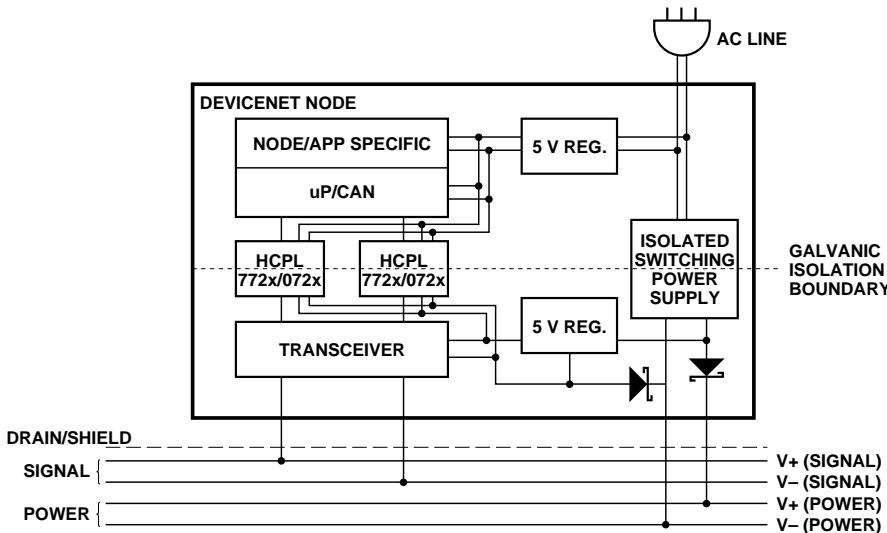 AC LINE
DEVICENET NODE
NODE/APP SPECIFIC
5 V REG.
uP/CAN
HCPL
772x/072x
HCPL
772x/072x
ISOLATED
SWITCHING
POWER
SUPPLY
GALVANIC
ISOLATION
BOUNDARY
5 V REG.
TRANSCEIVER
DRAIN/SHIELD
SIGNAL
V+ (SIGNAL)
V– (SIGNAL)
POWER
V+ (POWER)
V– (POWER)